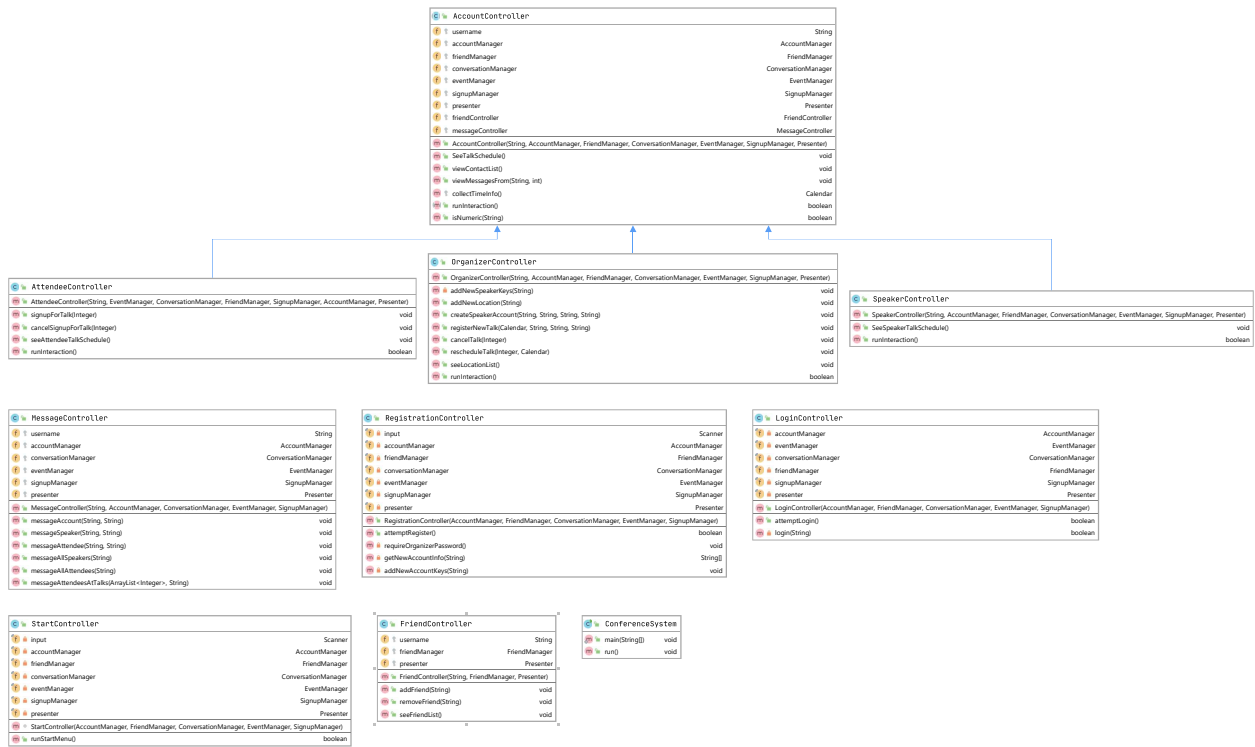 AccountController
username String
accountManager AccountManager
friendManager FriendManager
conversationManager ConversationManager
eventManager EventManager
signupManager SignupManager
presenter Presenter
friendController FriendController
messageController MessageController
AccountController(String, AccountManager, FriendManager, ConversationManager, EventManager, SignupManager, Presenter)
SeeTalkSchedule() void
viewContactList() void
viewMessagesFrom(String, int) void
collectTimeInfo() Calendar
runInteraction() boolean
isNumeric(String) boolean
AttendeeController
AttendeeController(String, EventManager, ConversationManager, FriendManager, SignupManager, AccountManager, Presenter)
signupForTalk(Integer) void
cancelSignupForTalk(Integer) void
seeAttendeeTalkSchedule() void
runInteraction() boolean
OrganizerController
OrganizerController(String, AccountManager, FriendManager, ConversationManager, EventManager, SignupManager, Presenter)
addNewSpeakerKeys(String) void
addNewLocation(String) void
createSpeakerAccount(String, String, String, String) void
registerNewTalk(Calendar, String, String, String) void
cancelTalk(Integer) void
rescheduleTalk(Integer, Calendar) void
seeLocationList() void
runInteraction() boolean
SpeakerController
SpeakerController(String, AccountManager, FriendManager, ConversationManager, EventManager, SignupManager, Presenter)
SeeSpeakerTalkSchedule() void
runInteraction() boolean
MessageController
username String
accountManager AccountManager
conversationManager ConversationManager
eventManager EventManager
signupManager SignupManager
presenter Presenter
MessageController(String, AccountManager, ConversationManager, EventManager, SignupManager)
messageAccount(String, String) void
messageSpeaker(String, String) void
messageAttendee(String, String) void
messageAllSpeakers(String) void
messageAllAttendees(String) void
messageAttendeesAtTalks(ArrayList<Integer>, String) void
RegistrationController
input Scanner
accountManager AccountManager
friendManager FriendManager
conversationManager ConversationManager
eventManager EventManager
signupManager SignupManager
presenter Presenter
RegistrationController(AccountManager, FriendManager, ConversationManager, EventManager, SignupManager)
attemptRegister() boolean
requireOrganizerPassword() void
getNewAccountInfo(String) String[]
addNewAccountKeys(String) void
LoginController
accountManager AccountManager
eventManager EventManager
conversationManager ConversationManager
friendManager FriendManager
signupManager SignupManager
presenter Presenter
LoginController(AccountManager, FriendManager, ConversationManager, EventManager, SignupManager)
attemptLogin() boolean
login(String) boolean
StartController
input Scanner
accountManager AccountManager
friendManager FriendManager
conversationManager ConversationManager
eventManager EventManager
signupManager SignupManager
presenter Presenter
StartController(AccountManager, FriendManager, ConversationManager, EventManager, SignupManager)
runStartMenu() boolean
FriendController
username String
friendManager FriendManager
presenter Presenter
FriendController(String, FriendManager, Presenter)
addFriend(String) void
removeFriend(String) void
seeFriendList() void
ConferenceSystem
main(String[]) void
run() void